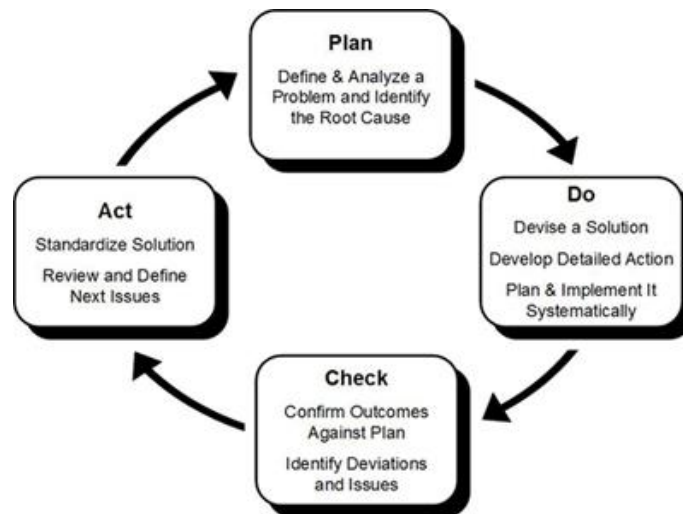 Plan
Define & Analyze a
Problem and Identify
the Root Cause
Do
Devise a Solution
Develop Detailed Action
Plan & Implement It
Systematically
Check
Confirm Outcomes
Against Plan
Identify Deviations
and Issues
Act
Standardize Solution
Review and Define
Next Issues